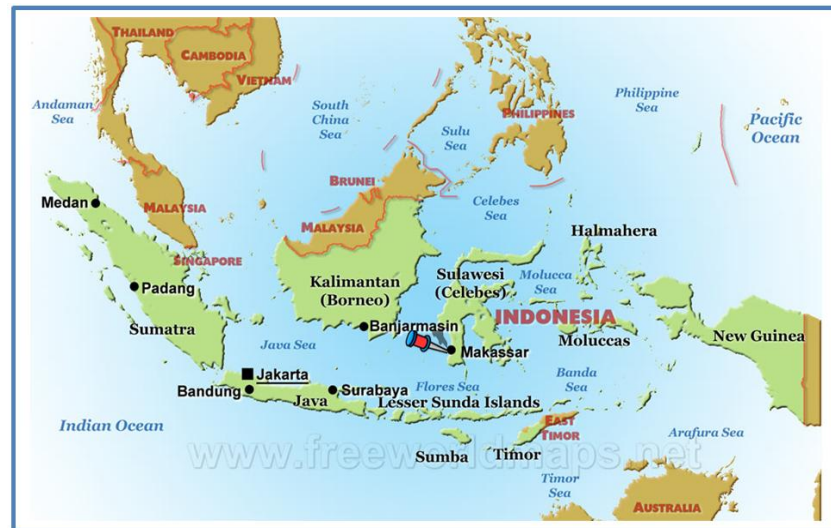 THAILAND
CAMBODIA
VIETNAM
Andaman
Sea
South
China
Sea
Sulu
Sea
PHILIPPINES
Philippine
Sea
Pacific
Ocean
BRUNEI
Celebes
Sea
Medan
MALAYSIA
MALAYSIA
Halmahera
SINGAPORE
Kalimantan
(Borneo)
Sulawesi
(Celebes)
Molucca
Sea
Padang
Sumatra
Banjarmasin
INDONESIA
New Guinea
Java Sea
Makassar
Moluccas
Jakarta
Bandung
Java
Surabaya
Flores Sea
Banda
Sea
Lesser Sunda Islands
Indian Ocean
EAST
TIMOR
Arafura Sea
www.freeworldmaps.net
Sumba
Timor
Timor
Sea
AUSTRALIA